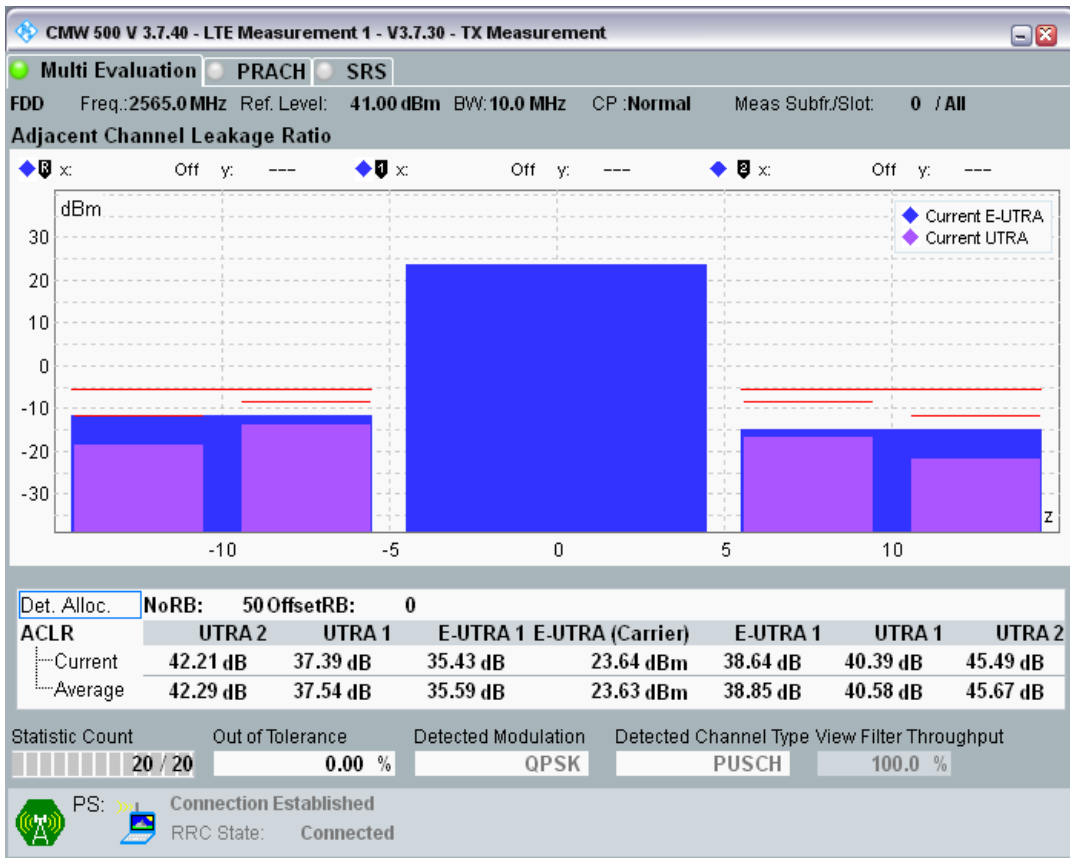 CMW 500 V 3.7.40 - LTE Measurement 1 - V3.7.30 - TX Measurement
Multi Evaluation PRACH SRS
FDD Freq.:2565.0 MHz Ref. Level: 41.00 dBm BW:10.0 MHz CP :Normal Meas Subfr./Slot: 0 / All
Adjacent Channel Leakage Ratio
R x: Off y: --- 1 x: Off y: --- 2 x: Off y: ---
dBm
Current E-UTRA
Current UTRA
30
20
10
0
-10
-20
-30
z
-10 -5 0 5 10
Det. Alloc. NoRB: 50 OffsetRB: 0
ACLR UTRA 2 UTRA 1 E-UTRA 1 E-UTRA (Carrier) E-UTRA 1 UTRA 1 UTRA 2
Current 42.21 dB 37.39 dB 35.43 dB 23.64 dBm 38.64 dB 40.39 dB 45.49 dB
Average 42.29 dB 37.54 dB 35.59 dB 23.63 dBm 38.85 dB 40.58 dB 45.67 dB
Statistic Count Out of Tolerance Detected Modulation Detected Channel Type View Filter Throughput
20 / 20 0.00 % QPSK PUSCH 100.0 %
PS: Connection Established
RRC State: Connected